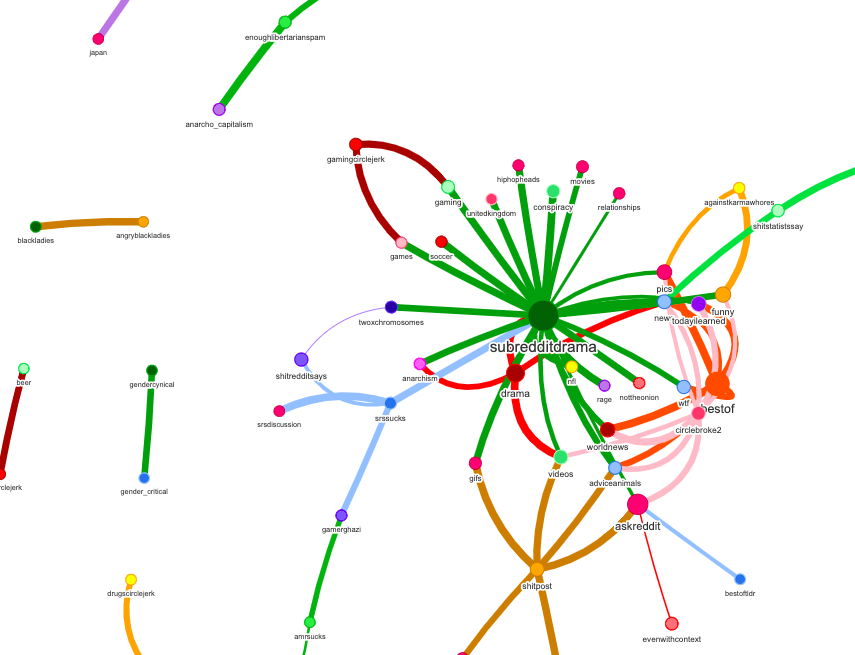 japan
enoughlibertarianspam
anarcho_capitalism
gamingcirclejerk
hiphopheads
movies
gaming
unitedkingdom
conspiracy
relationships
againstkarmawhores
shitstatistssay
blackladies
angryblackladies
games
soccer
pics
funny
todayilearned
twoxchromosomes
subredditdrama
shitredditsays
anarchism
nfl
beer
gendercynical
drama
rage
nottheonion
wtf
bestof
srsdiscussion
srssucks
circlebroke2
worldnews
gifs
videos
adviceanimals
gender_critical
gamerghazi
askreddit
shitpost
bestoftldr
drugscirclejerk
amrsucks
evenwithcontext